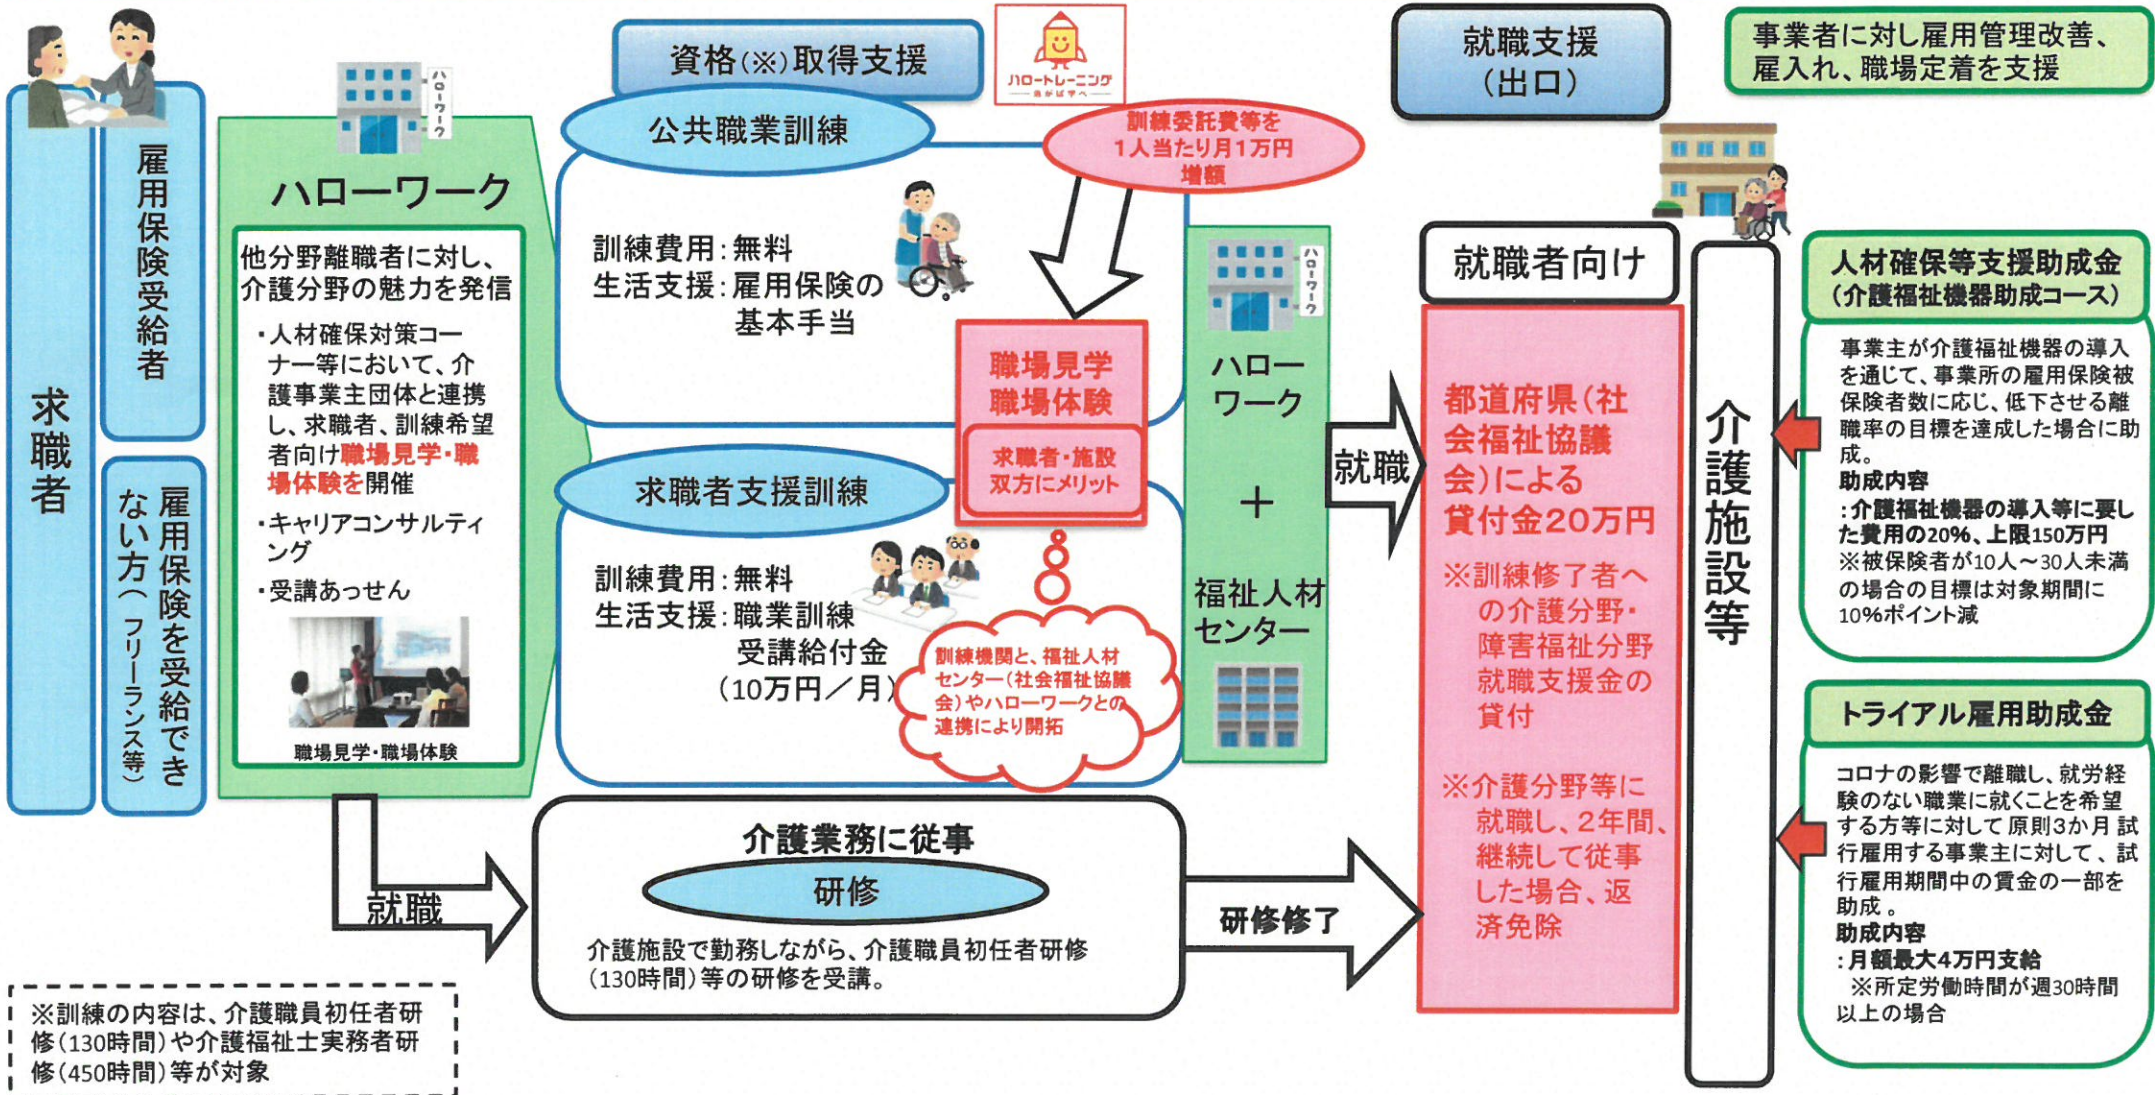 求職者
雇用保険受給者
雇用保険を受給でき
ない方(フリーランス等)
ハローワーク
ハローワーク
他分野離職者に対し、
介護分野の魅力を発信
・人材確保対策コー
ナー等において、介
護事業主団体と連携
し、求職者、訓練希望
者向け職場見学・職
場体験を開催
・キャリアコンサルティ
ング
・受講あっせん
職場見学・職場体験
就職
資格(※)取得支援
ハロートレーニング
公共職業訓練
訓練委託費等を
1人当たり月1万円
増額
訓練費用:無料
生活支援:雇用保険の
基本手当
職場見学
職場体験
求職者・施設
双方にメリット
求職者支援訓練
訓練費用:無料
生活支援:職業訓練
受講給付金
(10万円/月)
訓練機関と、福祉人材
センター(社会福祉協議
会)やハローワークとの
連携により開拓
ハローワーク
ハロー
ワーク
+
福祉人材
センター
就職
介護業務に従事
研修
介護施設で勤務しながら、介護職員初任者研修
(130時間)等の研修を受講。
研修修了
就職支援
(出口)
就職者向け
都道府県(社
会福祉協議
会)による
貸付金20万円
※訓練修了者へ
の介護分野・
障害福祉分野
就職支援金の
貸付
※介護分野等に
就職し、2年間、
継続して従事
した場合、返
済免除
介護施設等
事業者に対し雇用管理改善、
雇入れ、職場定着を支援
人材確保等支援助成金
(介護福祉機器助成コース)
事業主が介護福祉機器の導入
を通じて、事業所の雇用保険被
保険者数に応じ、低下させる離
職率の目標を達成した場合に助
成。
助成内容
:介護福祉機器の導入等に要し
た費用の20%、上限150万円
※被保険者が10人~30人未満
の場合の目標は対象期間に
10%ポイント減
トライアル雇用助成金
コロナの影響で離職し、就労経
験のない職業に就くことを希望
する方等に対して原則3か月試
行雇用する事業主に対して、試
行雇用期間中の賃金の一部を
助成。
助成内容
:月額最大4万円支給
※所定労働時間が週30時間
以上の場合
※訓練の内容は、介護職員初任者研
修(130時間)や介護福祉士実務者研
修(450時間)等が対象